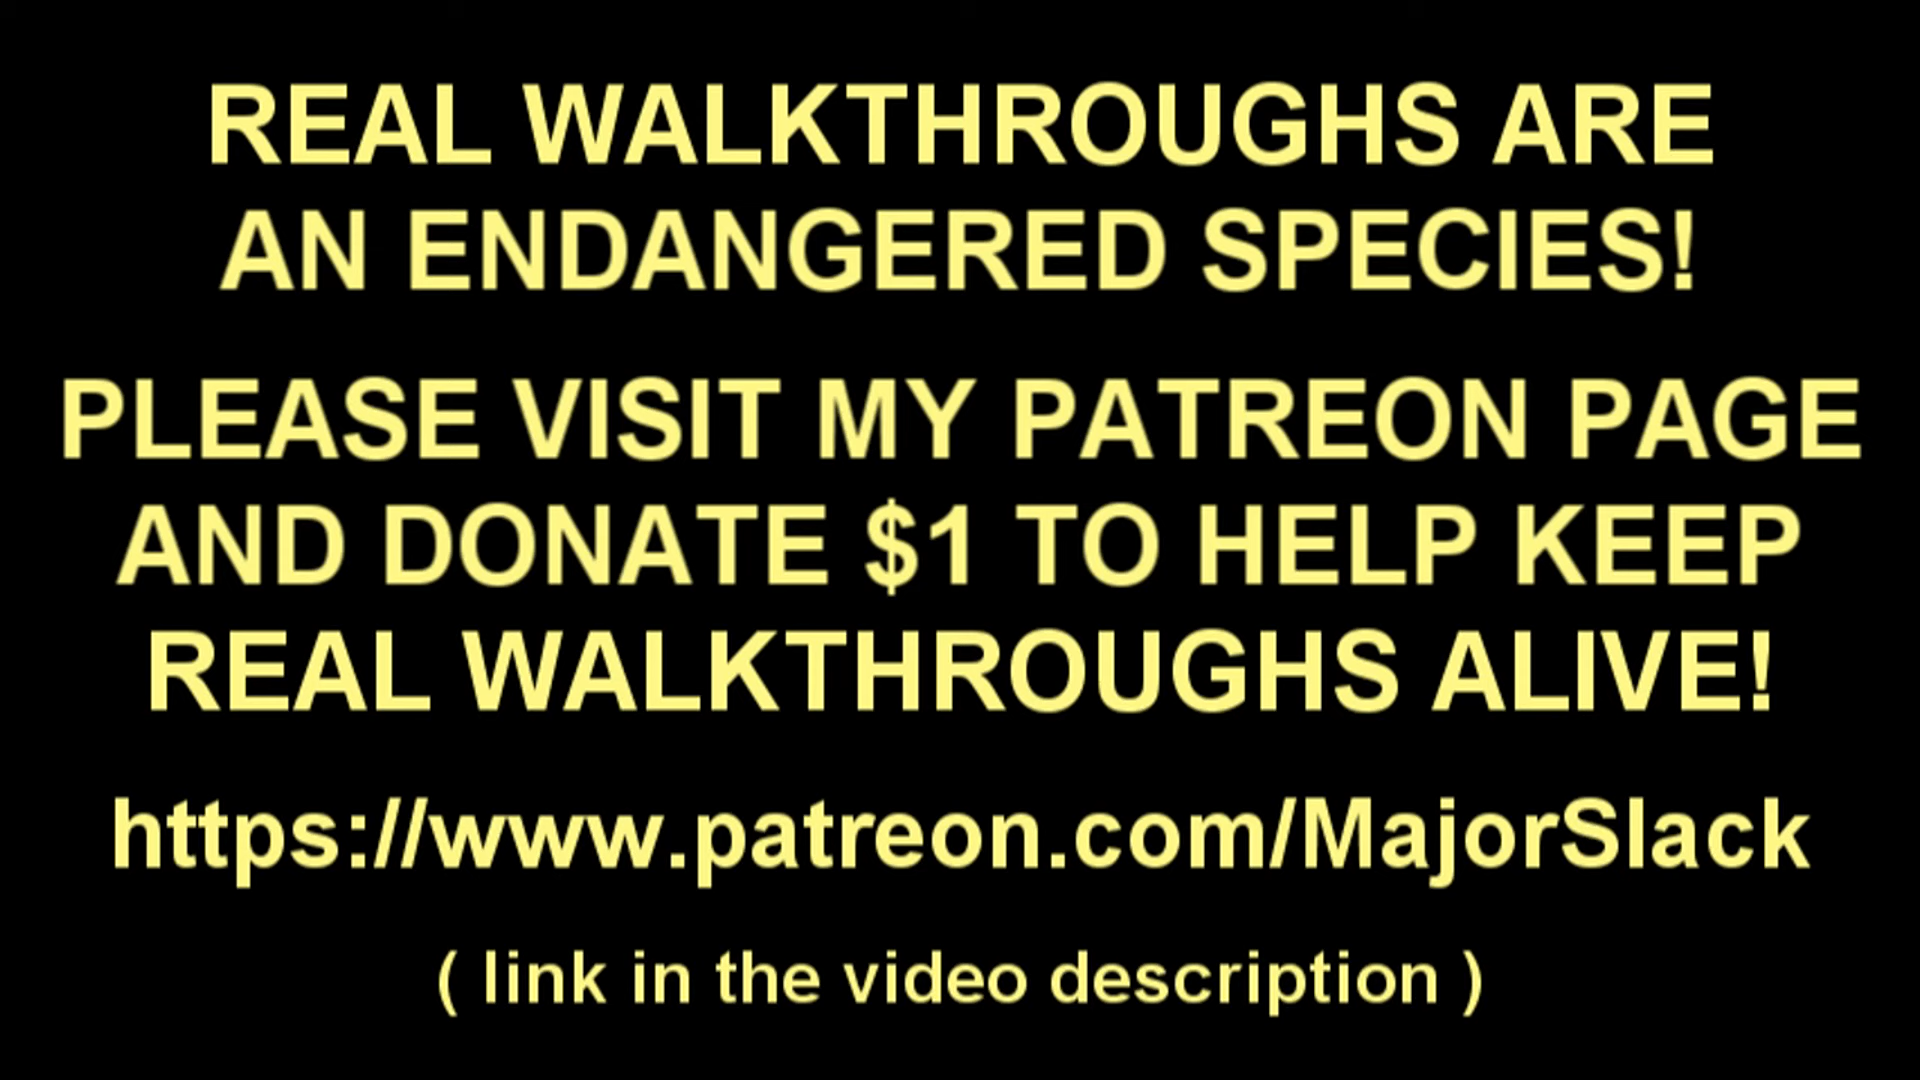 REAL WALKTHROUGHS ARE
AN ENDANGERED SPECIES!
PLEASE VISIT MY PATREON PAGE
AND DONATE $1 TO HELP KEEP
REAL WALKTHROUGHS ALIVE!
https://www.patreon.com/MajorSlack
( link in the video description )